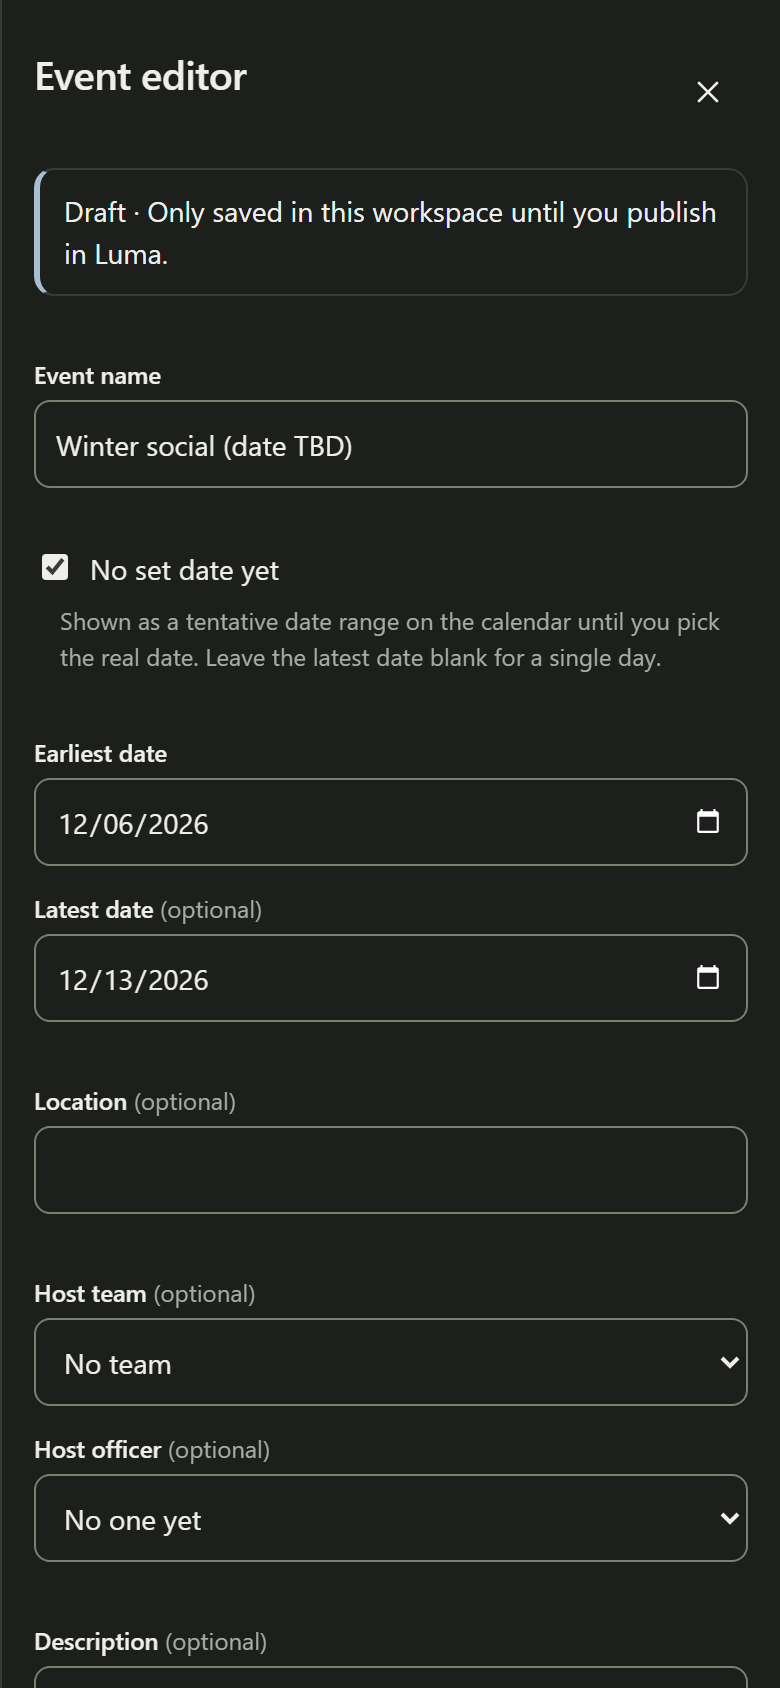 Event editor
Draft · Only saved in this workspace until you publish
in Luma.
Event name
Winter social (date TBD)
No set date yet
Shown as a tentative date range on the calendar until you pick
the real date. Leave the latest date blank for a single day.
Earliest date
12/06/2026
Latest date (optional)
12/13/2026
Location (optional)
Host team (optional)
No team
Host officer (optional)
No one yet
Description (optional)